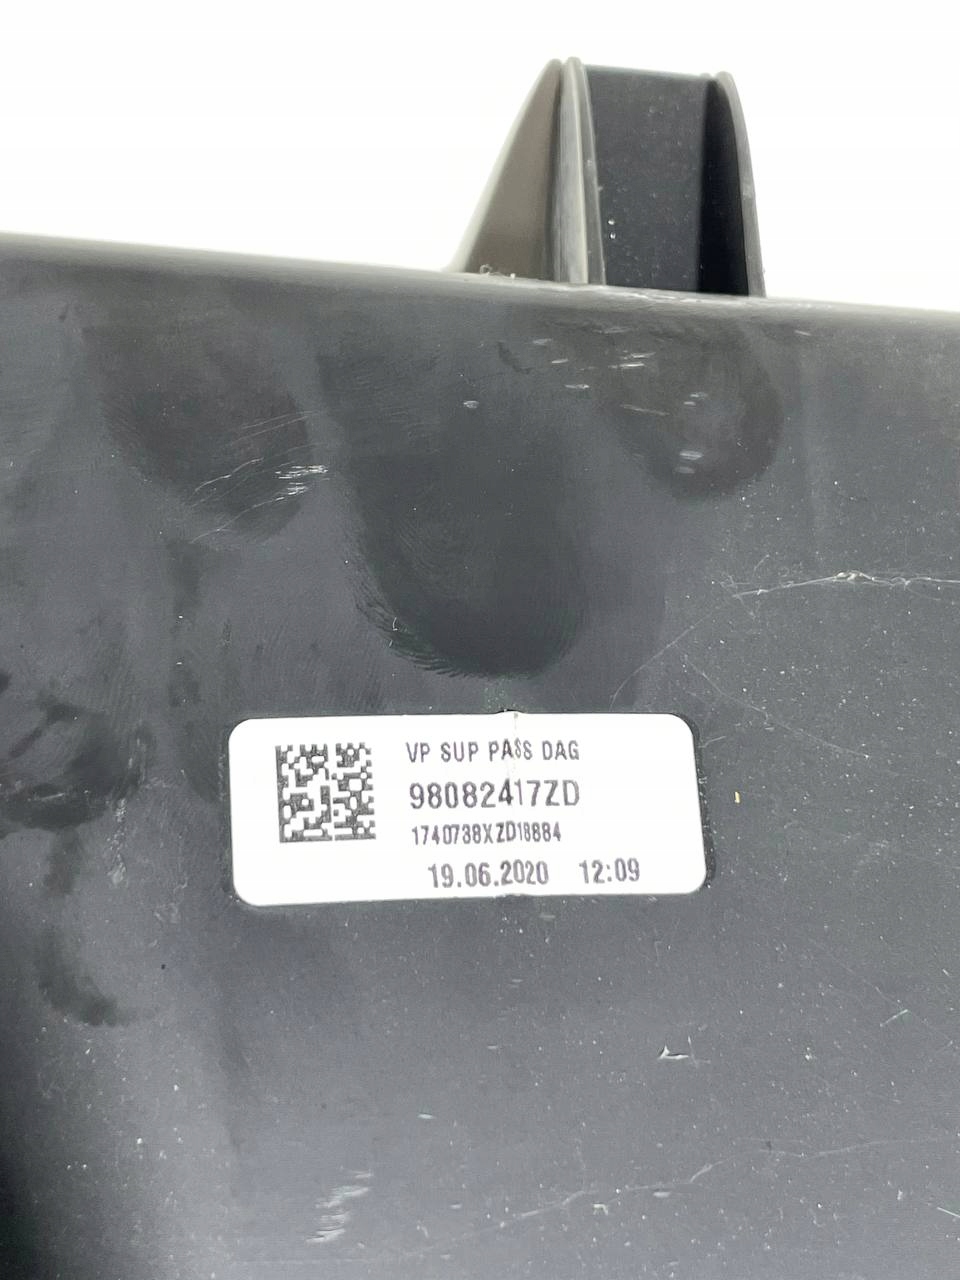 VP SUP PASS DAG
98082417ZD
1740738XZD18884
19.06.2020 12:09